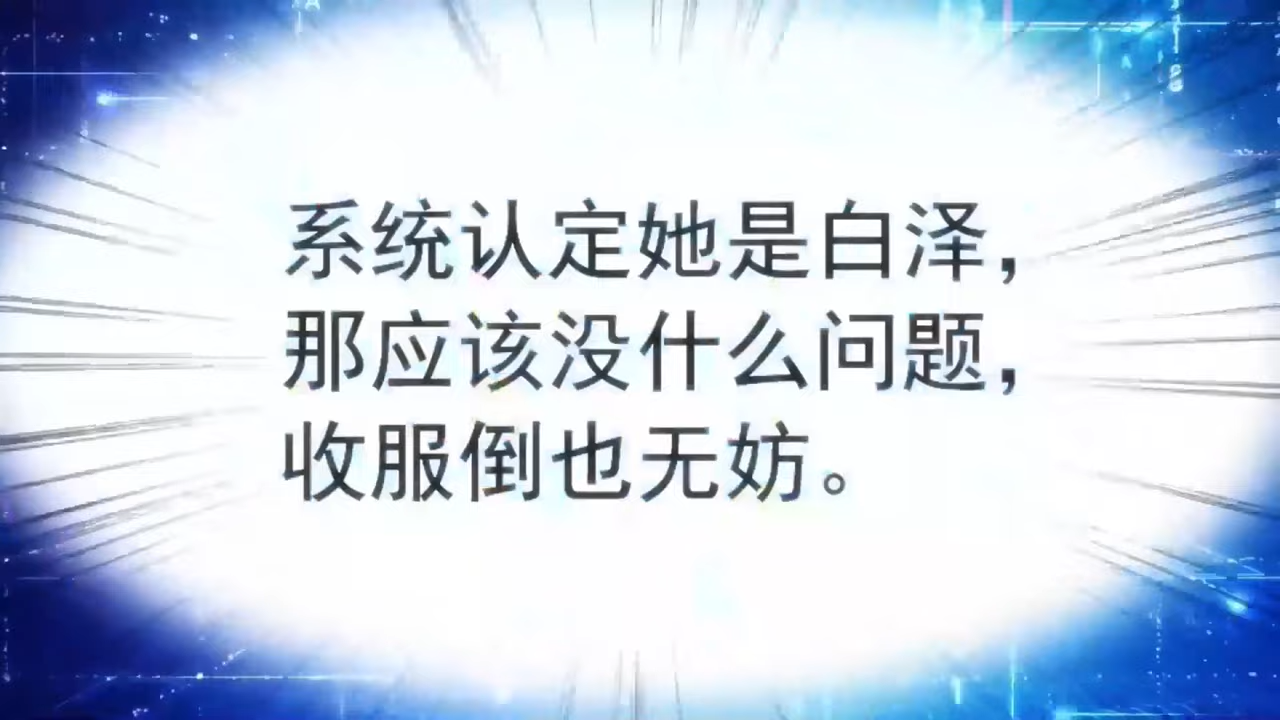 系统认定她是白泽，
那应该没什么问题，
收服倒也无妨。